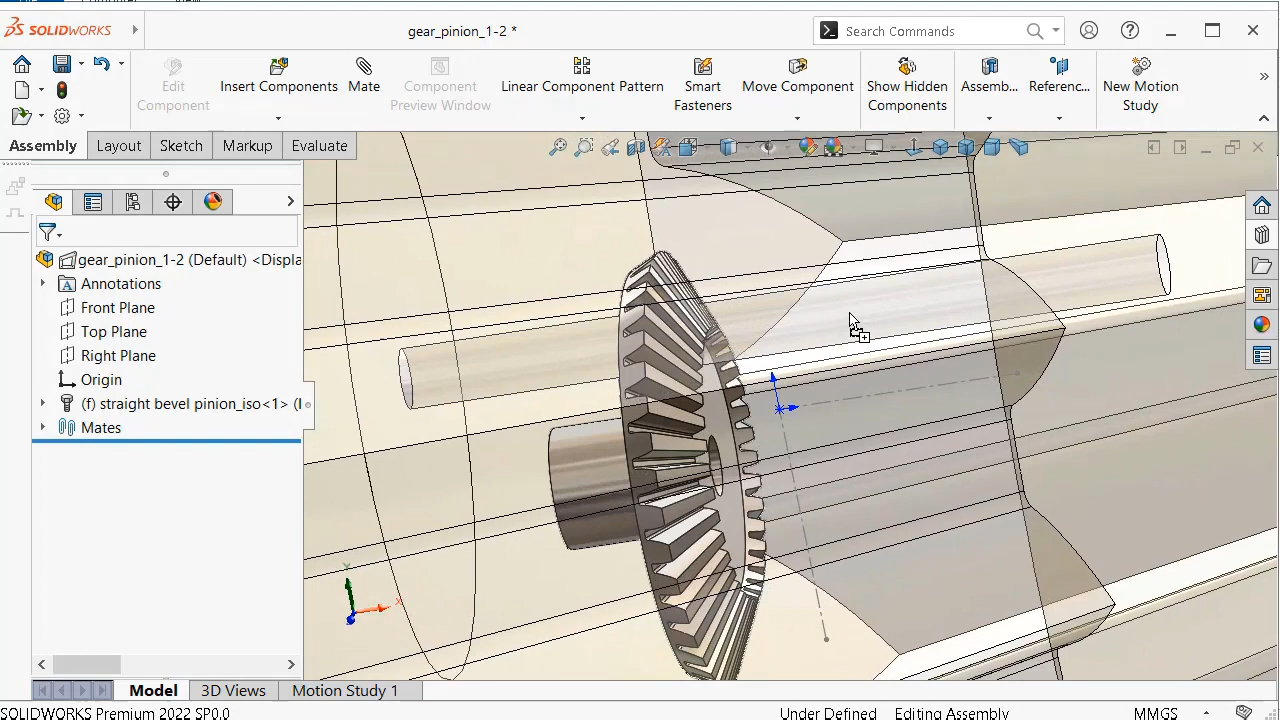 SOLIDWORKS
gear_pinion_1-2 *
Search Commands
Edit Component
Insert Components
Mate
Component Preview Window
Linear Component Pattern
Smart Fasteners
Move Component
Show Hidden Components
Assemb...
Referenc...
New Motion Study
Assembly
Layout
Sketch
Markup
Evaluate
gear_pinion_1-2 (Default) <Displa
Annotations
Front Plane
Top Plane
Right Plane
Origin
(f) straight bevel pinion_iso<1> (
Mates
Y
X
Model
3D Views
Motion Study 1
SOLIDWORKS Premium 2022 SP0.0
Under Defined
Editing Assembly
MMGS